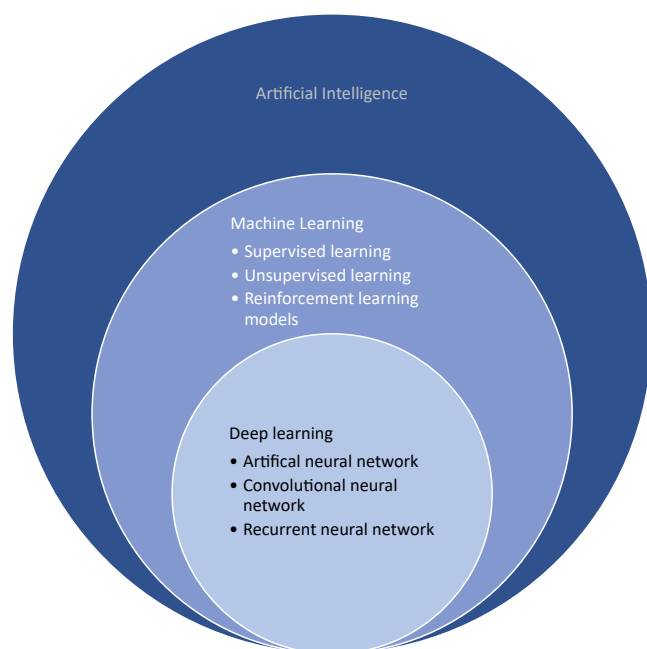 Artificial Intelligence
Machine Learning
• Supervised learning
• Unsupervised learning
• Reinforcement learning
models
Deep learning
• Artifical neural network
• Convolutional neural
network
• Recurrent neural network